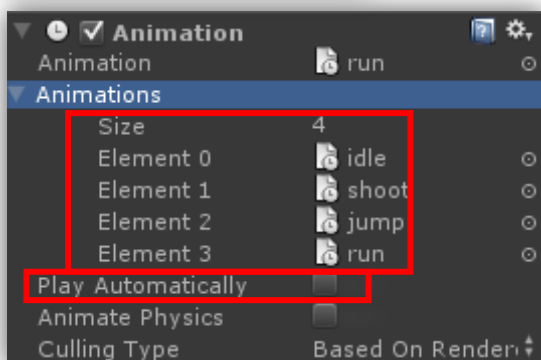 Animation
Animation run
Animations
Size 4
Element 0 idle
Element 1 shoot
Element 2 jump
Element 3 run
Play Automatically
Animate Physics
Culling Type Based On Render